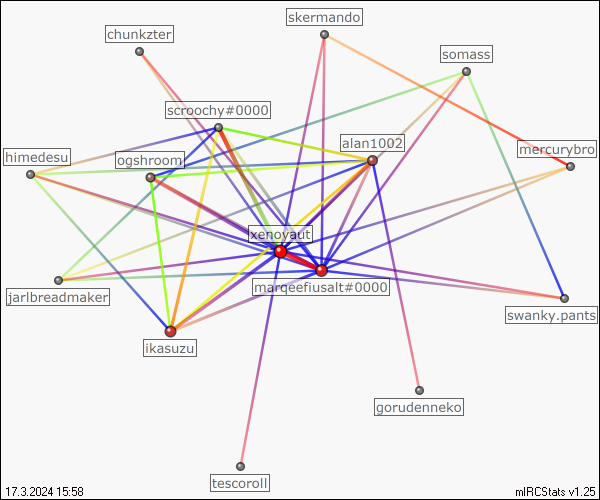 skermando
chunkzter
somass
scroochy#0000
alan1002
mercurybro
himedesu
ogshroom
xenoyaut
marqeefiusalt#0000
jarlbreadmaker
swanky.pants
ikasuzu
gorudenneko
tescoroll
17.3.2024 15:58
mIRCStats v1.25